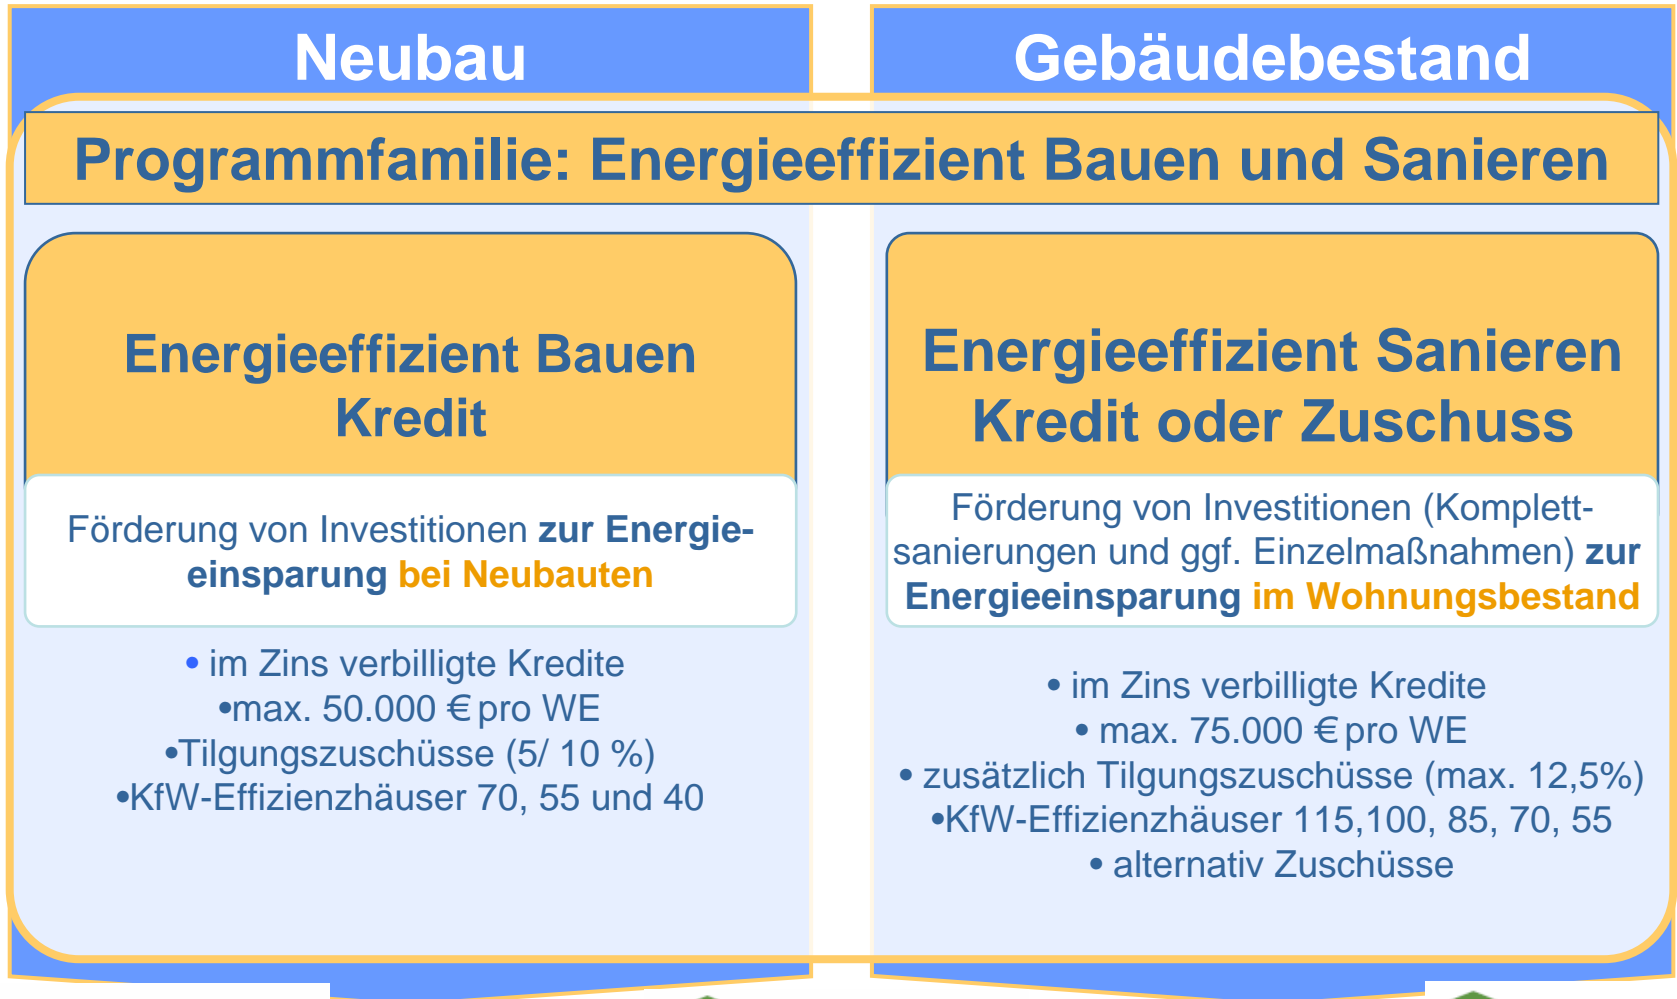 Neubau
Gebäudebestand
Programmfamilie: Energieeffizient Bauen und Sanieren
Energieeffizient Bauen
Kredit
Förderung von Investitionen zur Energie-
einsparung bei Neubauten
• im Zins verbilligte Kredite
•max. 50.000 € pro WE
•Tilgungszuschüsse (5/ 10 %)
•KfW-Effizienzhäuser 70, 55 und 40
Energieeffizient Sanieren
Kredit oder Zuschuss
Förderung von Investitionen (Komplett-
sanierungen und ggf. Einzelmaßnahmen) zur
Energieeinsparung im Wohnungsbestand
• im Zins verbilligte Kredite
• max. 75.000 € pro WE
• zusätzlich Tilgungszuschüsse (max. 12,5%)
•KfW-Effizienzhäuser 115,100, 85, 70, 55
• alternativ Zuschüsse